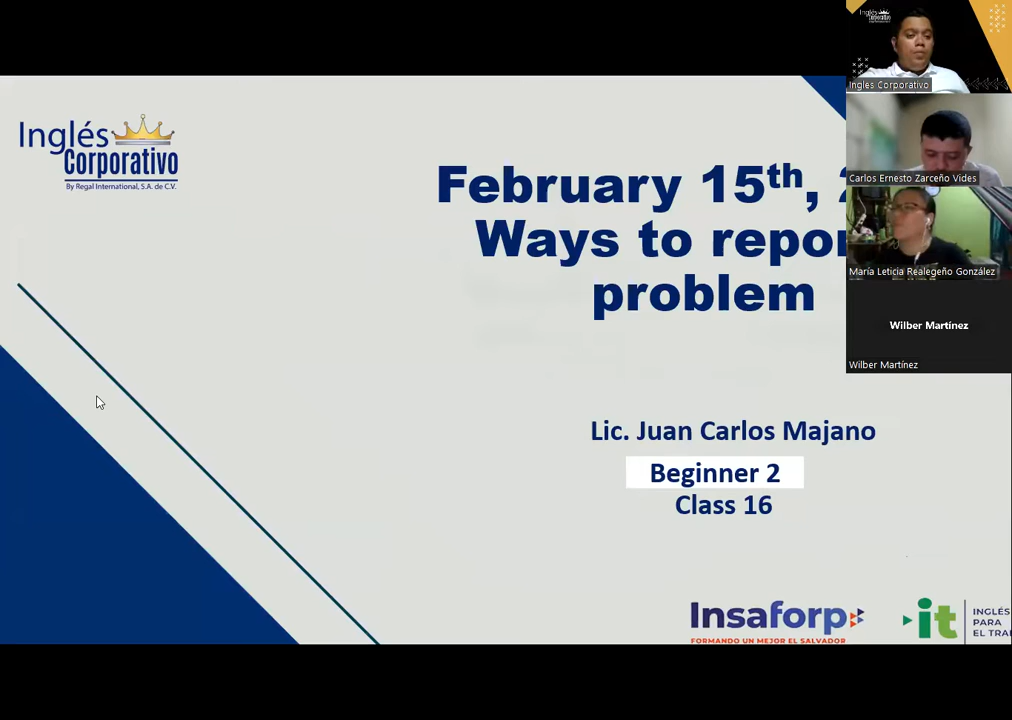 Inglés
Corporativo
By Regal International, S.A. de C.V.
February 15th,
Ways to repor
problem
Lic. Juan Carlos Majano
Beginner 2
Class 16
Insaforp
FORMANDO UN MEJOR EL SALVADOR
it
INGLÉS
PARA
EL TRA
Inglés
Corporativo
Ingles Corporativo
Carlos Ernesto Zarceño Vides
María Leticia Realegeño González
Wilber Martínez
Wilber Martínez